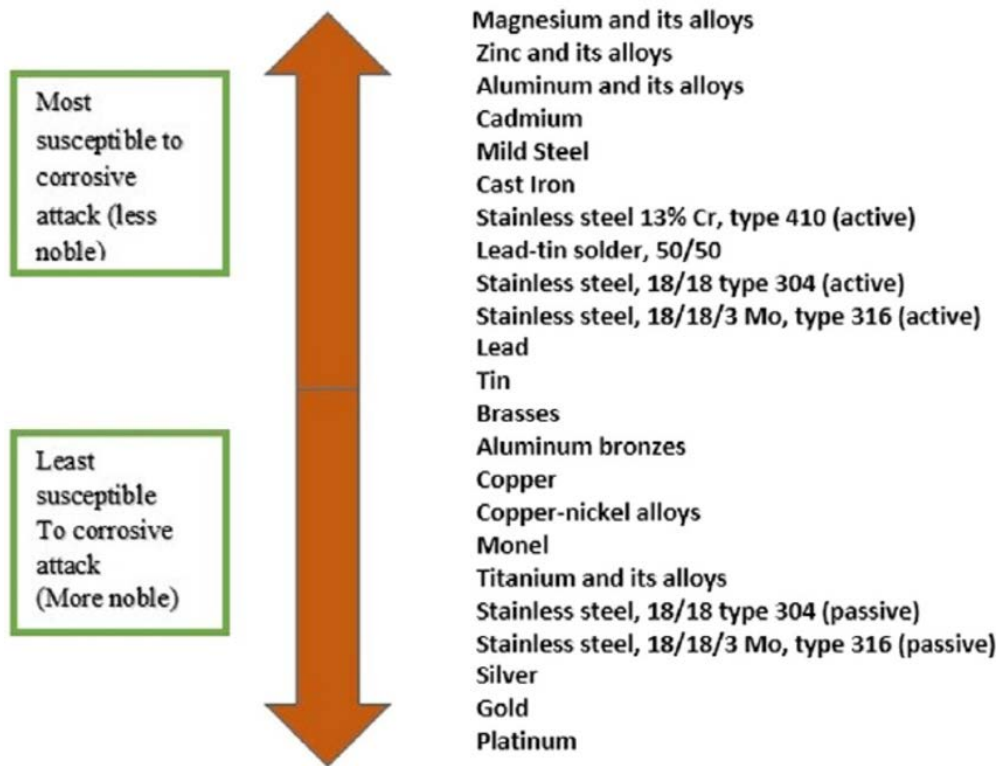 Most
susceptible to
corrosive
attack (less
noble)
Least
susceptible
To corrosive
attack
(More noble)
Magnesium and its alloys
Zinc and its alloys
Aluminum and its alloys
Cadmium
Mild Steel
Cast Iron
Stainless steel 13% Cr, type 410 (active)
Lead-tin solder, 50/50
Stainless steel, 18/18 type 304 (active)
Stainless steel, 18/18/3 Mo, type 316 (active)
Lead
Tin
Brasses
Aluminum bronzes
Copper
Copper-nickel alloys
Monel
Titanium and its alloys
Stainless steel, 18/18 type 304 (passive)
Stainless steel, 18/18/3 Mo, type 316 (passive)
Silver
Gold
Platinum